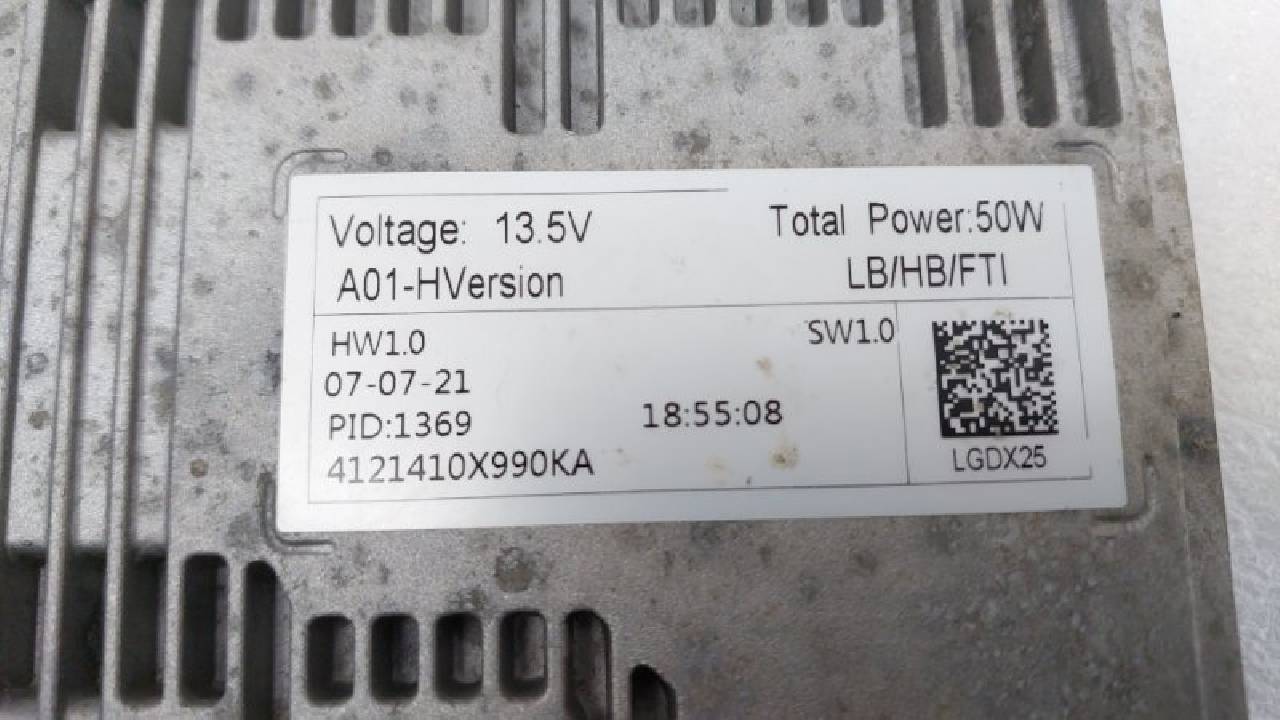 Voltage: 13.5V Total Power:50W
A01-HVersion LB/HB/FTI
HW1.0 SW1.0
07-07-21
PID:1369 18:55:08
4121410X990KA LGDX25